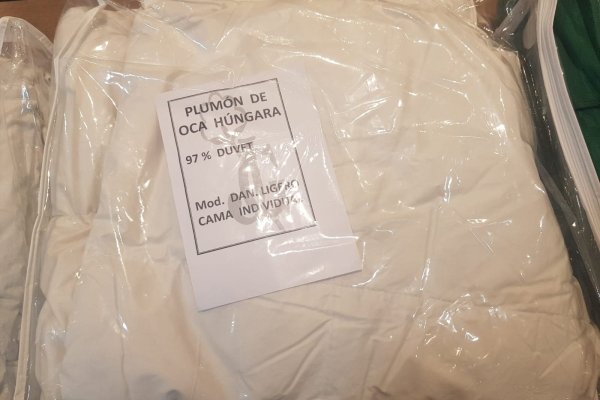 PLUMÓN DE
OCA HÚNGARA
97 % DUVET
Mod. DAN. LIGERO
CAMA INDIVIDUAL